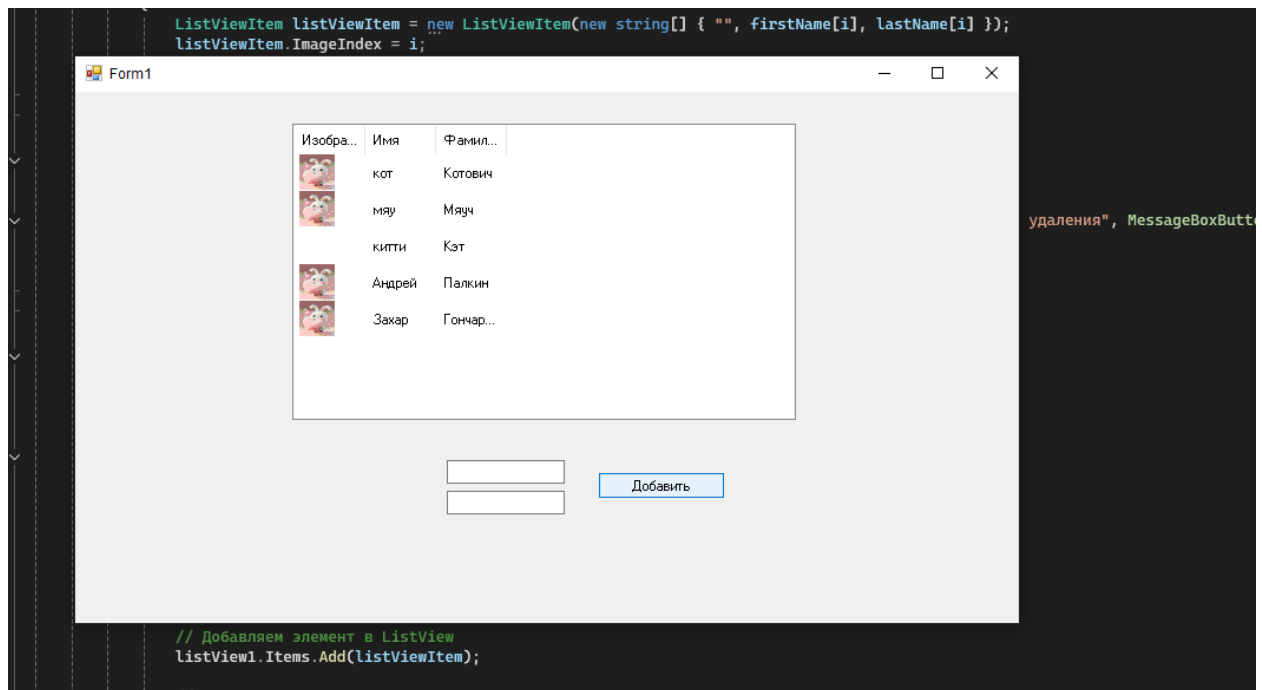 ListViewItem listViewItem = new ListViewItem(new string[] { "", firstName[i], lastName[i] });
listViewItem.ImageIndex = i;
Form1
Изобра... Имя Фамил...
кот Котович
мяу Мяуч
удаления", MessageBoxButt
китти Кэт
Андрей Палкин
Захар Гончар...
Добавить
// Добавляем элемент в ListView
listView1.Items.Add(listViewItem);